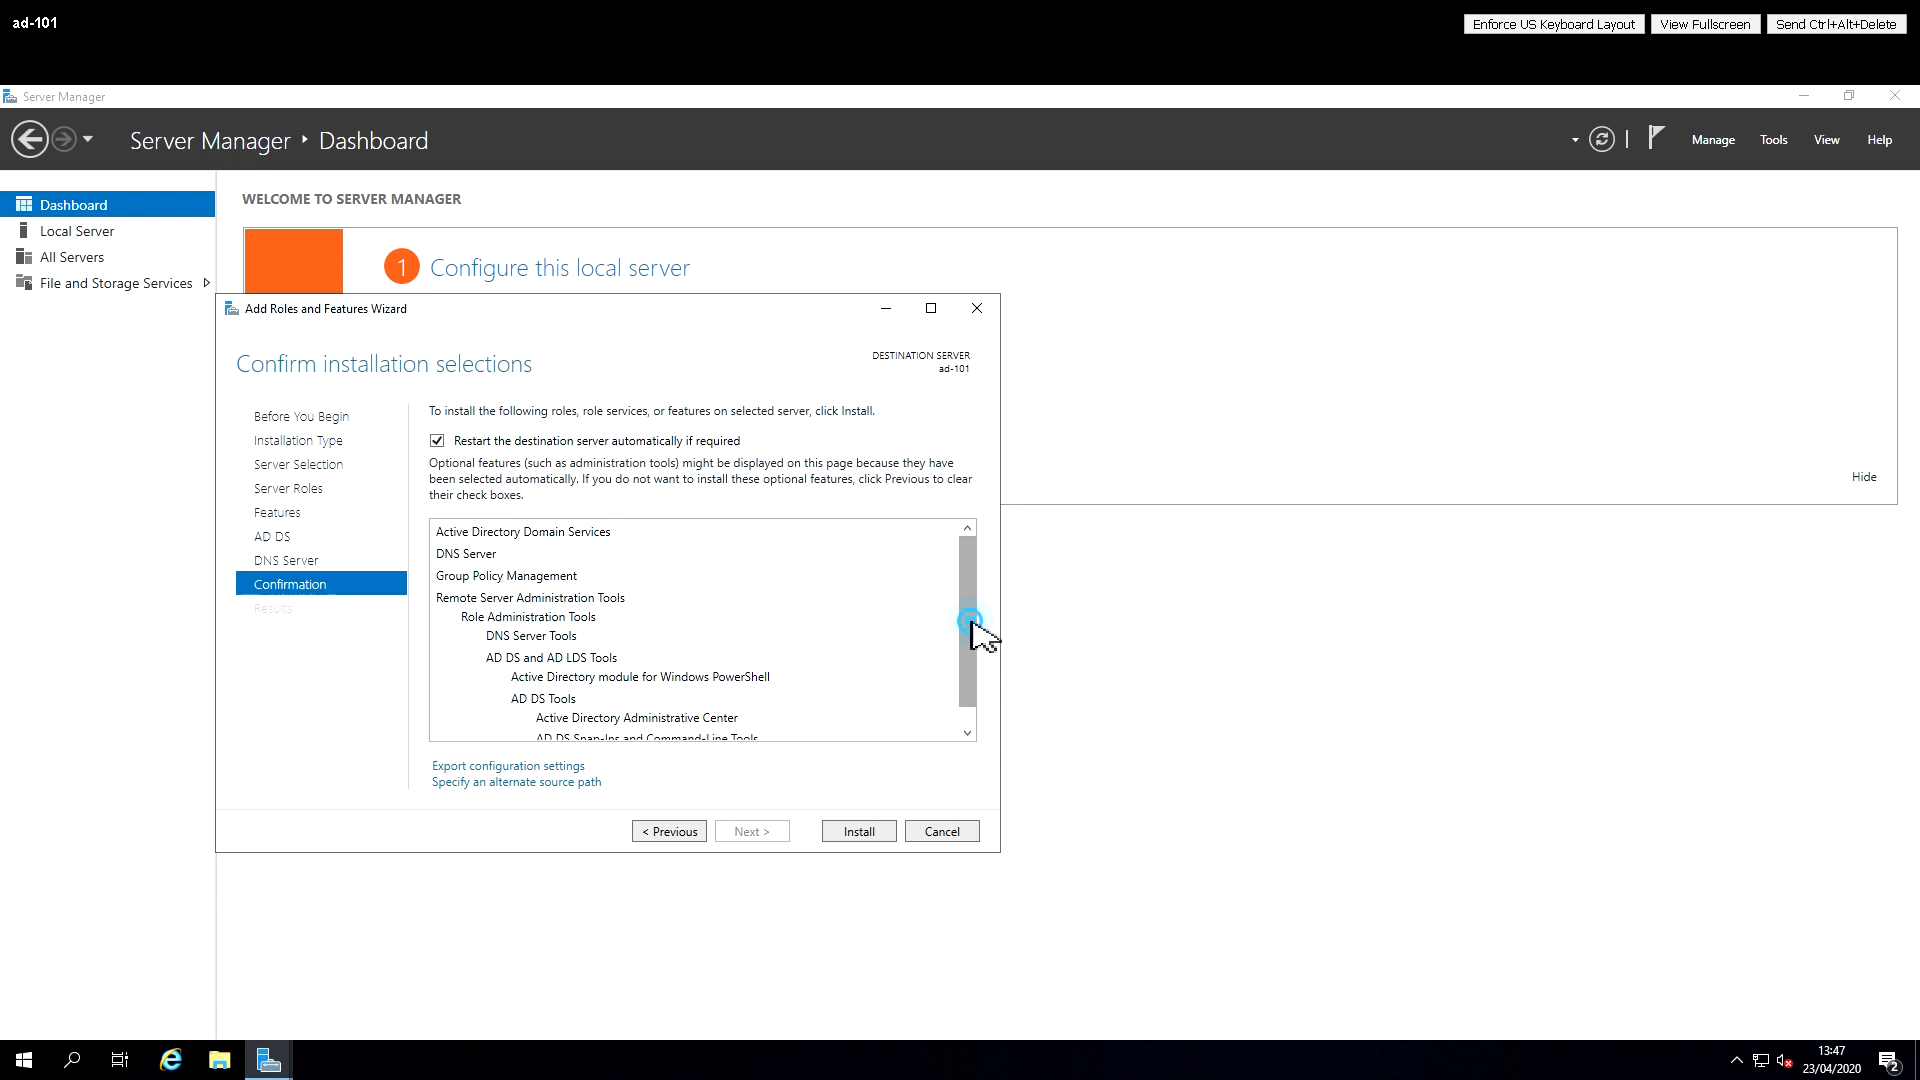 ad-101
Enforce US Keyboard Layout
View Fullscreen
Send Ctrl+Alt+Delete
Server Manager
Server Manager ‣ Dashboard
Manage
Tools
View
Help
Dashboard
Local Server
All Servers
File and Storage Services
WELCOME TO SERVER MANAGER
1 Configure this local server
Hide
Add Roles and Features Wizard
Confirm installation selections
DESTINATION SERVER
ad-101
Before You Begin
Installation Type
Server Selection
Server Roles
Features
AD DS
DNS Server
Confirmation
Results
To install the following roles, role services, or features on selected server, click Install.
Restart the destination server automatically if required
Optional features (such as administration tools) might be displayed on this page because they have
been selected automatically. If you do not want to install these optional features, click Previous to clear
their check boxes.
Active Directory Domain Services
DNS Server
Group Policy Management
Remote Server Administration Tools
Role Administration Tools
DNS Server Tools
AD DS and AD LDS Tools
Active Directory module for Windows PowerShell
AD DS Tools
Active Directory Administrative Center
AD DS Snap-Ins and Command-Line Tools
Export configuration settings
Specify an alternate source path
< Previous
Next >
Install
Cancel
13:47
23/04/2020
2